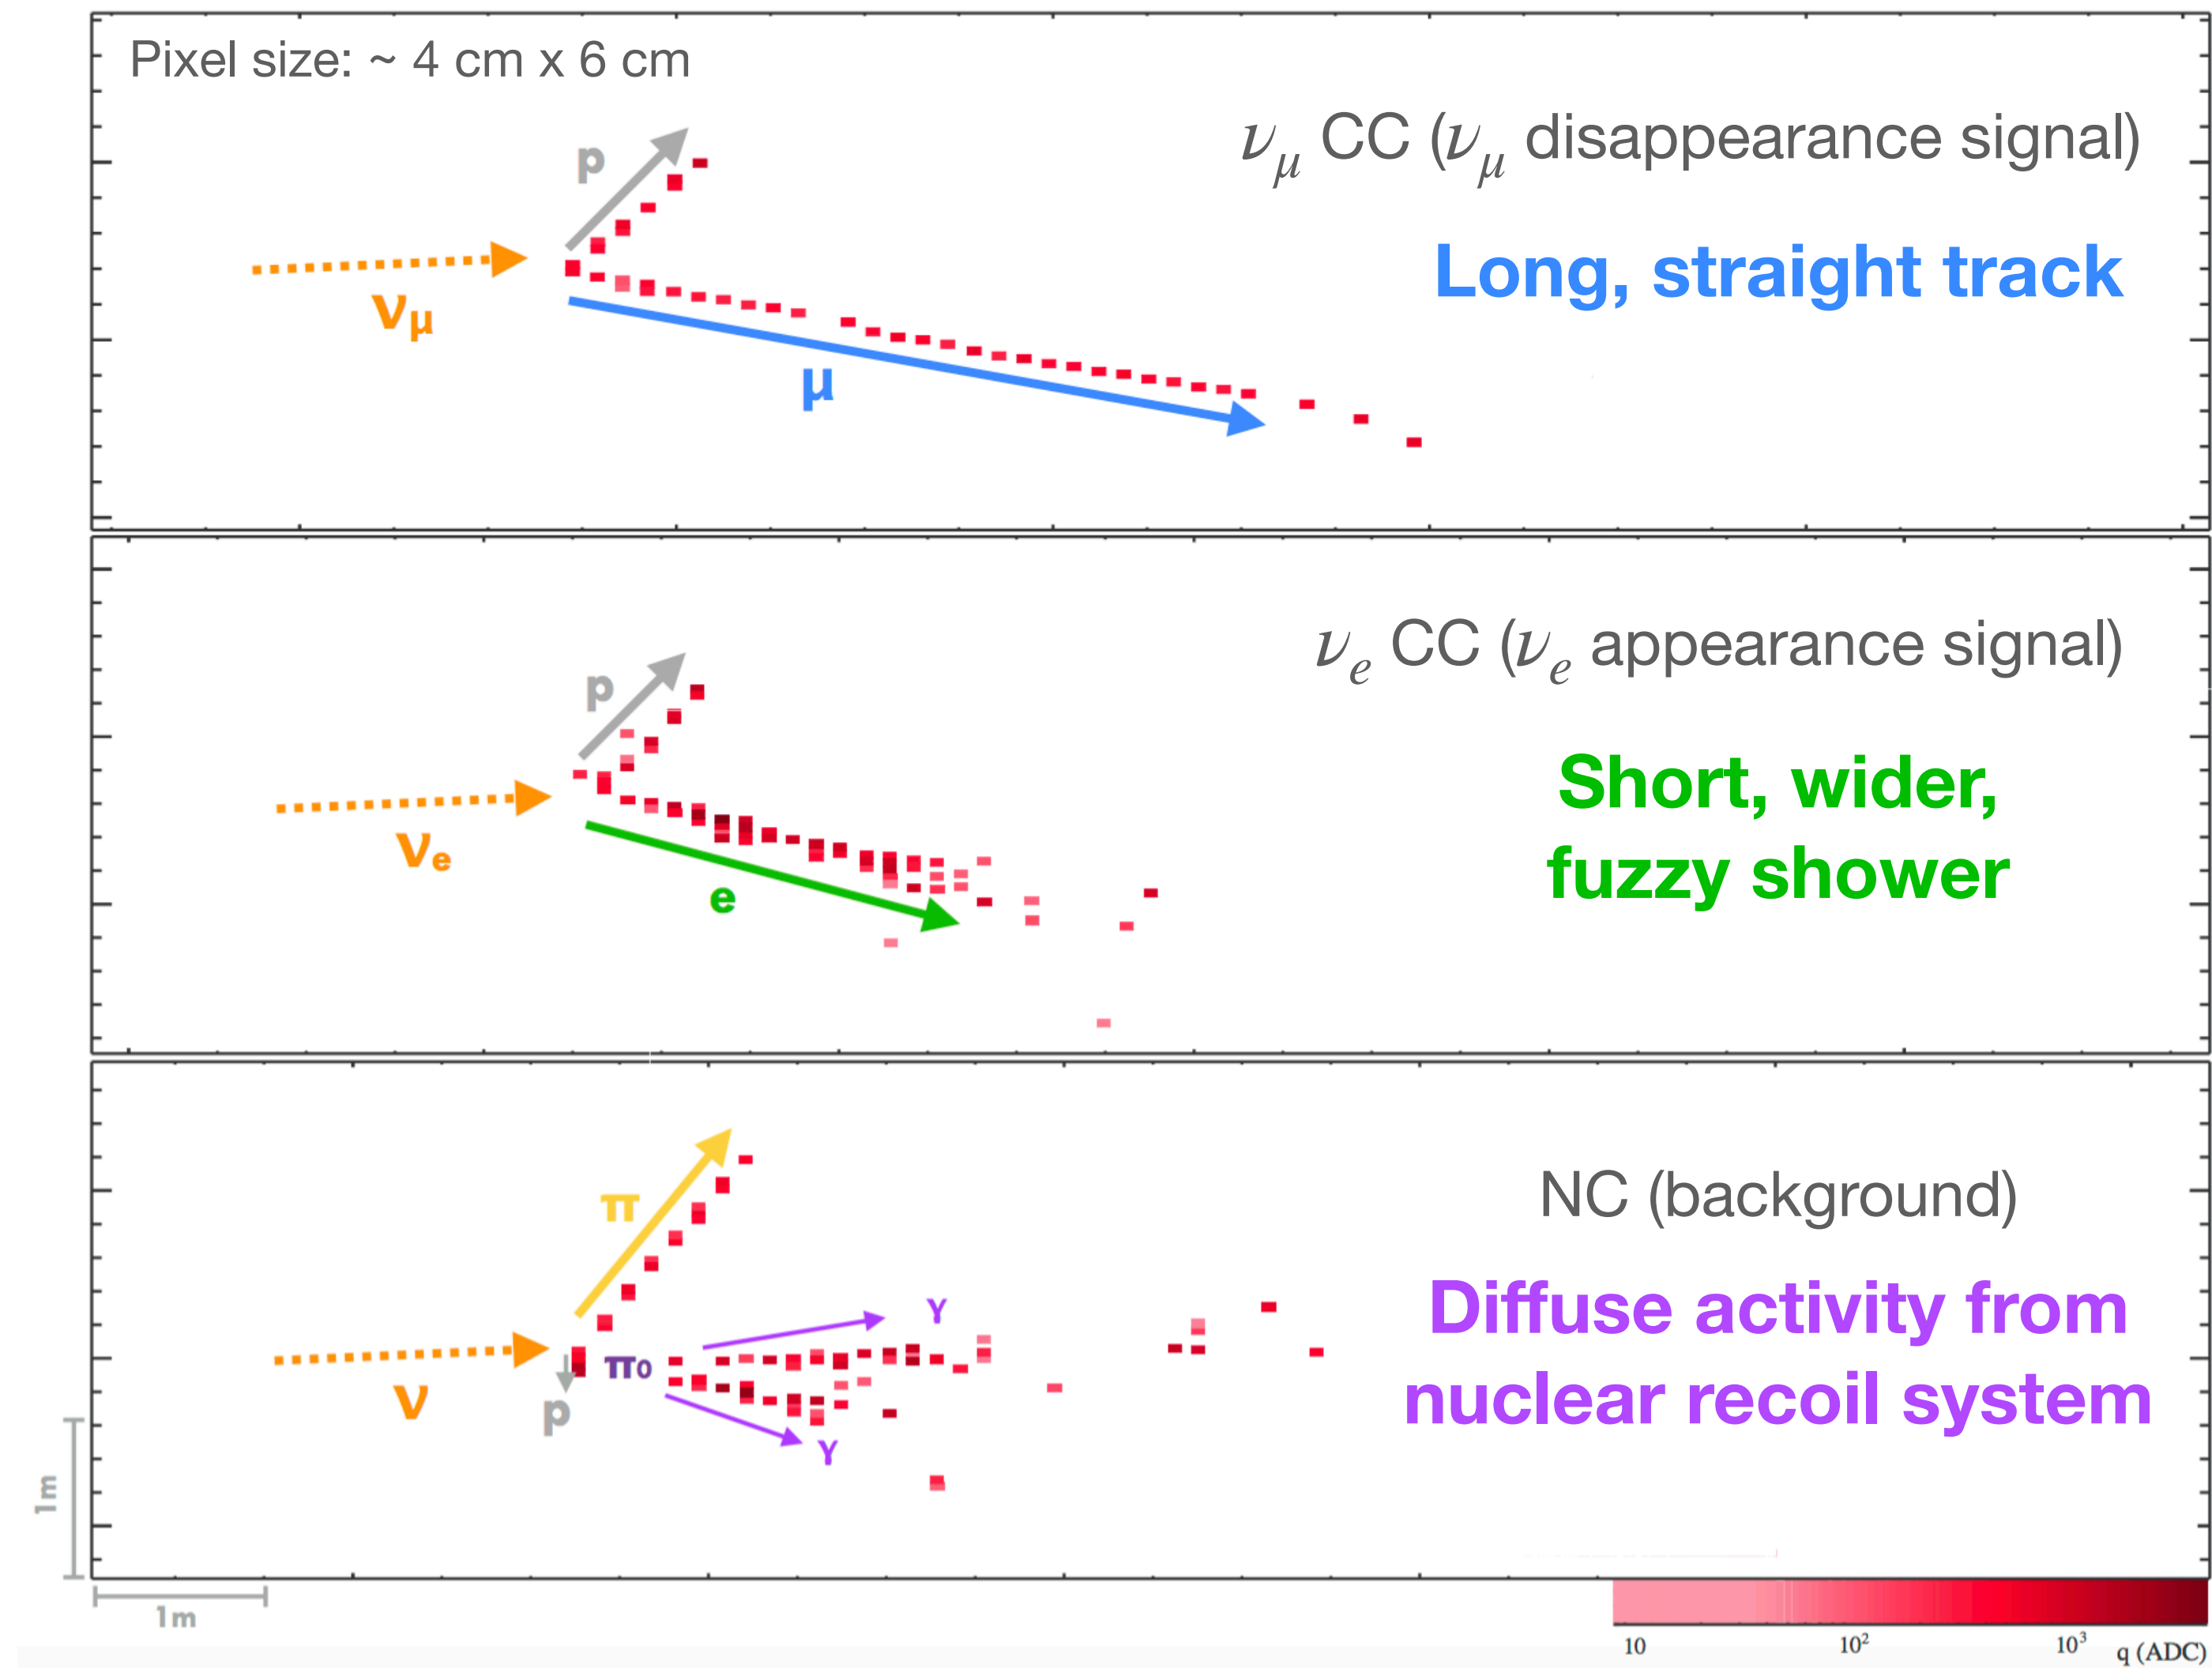 Pixel size: ~ 4 cm x 6 cm
p
νμ CC (νμ disappearance signal)
Long, straight track
νμ
μ
p
νe CC (νe appearance signal)
Short, wider,
fuzzy shower
νe
e
π
NC (background)
Diffuse activity from
nuclear recoil system
γ
π0
ν
p
γ
1m
1m
10 10² 10³ q (ADC)